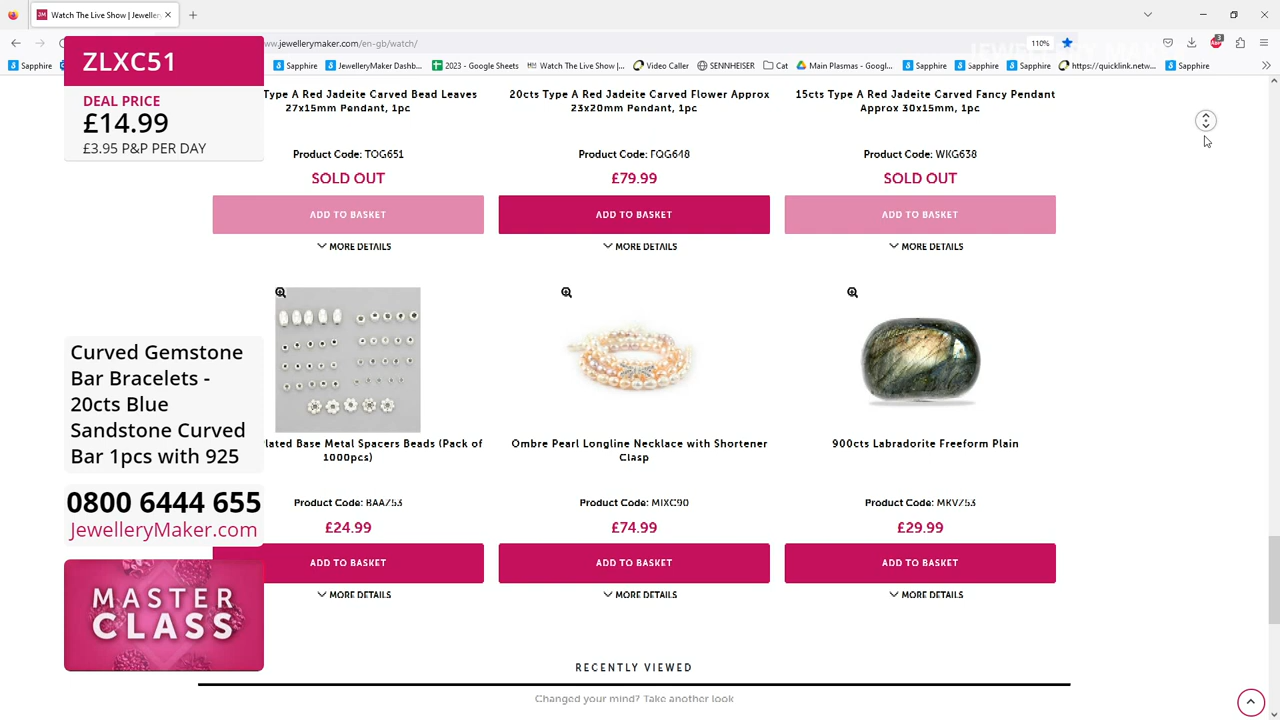 Watch The Live Show | Jeweller
ww.jewellerymaker.com/en-gb/watch/
110%
3
Sapphire
Sapphire
JewelleryMaker Dashb...
2023 - Google Sheets
Watch The Live Show |...
Video Caller
SENNHEISER
Cat
Main Plasmas - Googl...
Sapphire
Sapphire
Sapphire
https://quicklink.netw...
ZLXC51
DEAL PRICE
£14.99
£3.95 P&P PER DAY
Type A Red Jadeite Carved Bead Leaves
27x15mm Pendant, 1pc
Product Code: TOG651
SOLD OUT
ADD TO BASKET
MORE DETAILS
20cts Type A Red Jadeite Carved Flower Approx
23x20mm Pendant, 1pc
Product Code: FQG648
£79.99
ADD TO BASKET
MORE DETAILS
15cts Type A Red Jadeite Carved Fancy Pendant
Approx 30x15mm, 1pc
Product Code: WKG638
SOLD OUT
ADD TO BASKET
MORE DETAILS
Curved Gemstone
Bar Bracelets -
20cts Blue
Sandstone Curved
Bar 1pcs with 925
0800 6444 655
JewelleryMaker.com
MASTER
CLASS
lated Base Metal Spacers Beads (Pack of
1000pcs)
Product Code: BAAZ53
£24.99
ADD TO BASKET
MORE DETAILS
Ombre Pearl Longline Necklace with Shortener
Clasp
Product Code: MIXC90
£74.99
ADD TO BASKET
MORE DETAILS
900cts Labradorite Freeform Plain
Product Code: MKVZ53
£29.99
ADD TO BASKET
MORE DETAILS
RECENTLY VIEWED
Changed your mind? Take another look